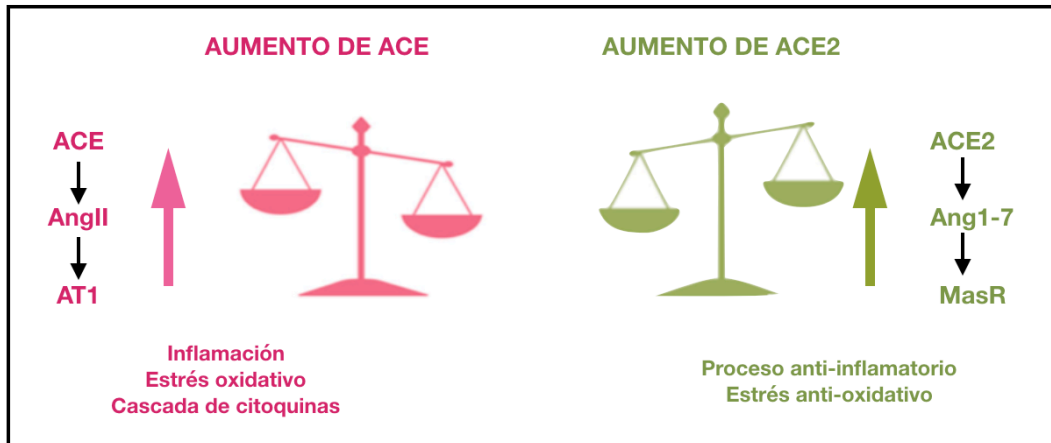 AUMENTO DE ACE
ACE
AngII
AT1
Inflamación
Estrés oxidativo
Cascada de citoquinas
AUMENTO DE ACE2
ACE2
Ang1-7
MasR
Proceso anti-inflamatorio
Estrés anti-oxidativo